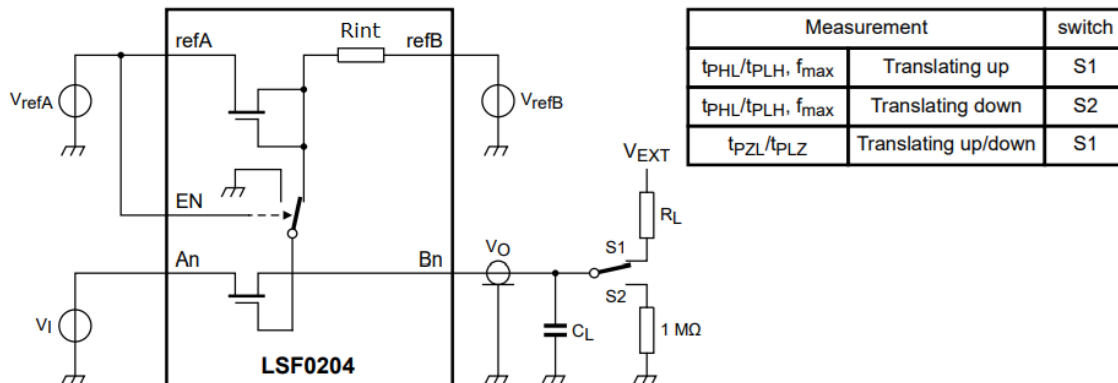 refA
Rint
refB
VrefA
VrefB
EN
An
Bn
VI
LSF0204
VO
CL
VEXT
RL
S1
S2
1 MΩ
Measurement switch
tPHL/tPLH, fmax Translating up S1
tPHL/tPLH, fmax Translating down S2
tPZL/tPLZ Translating up/down S1